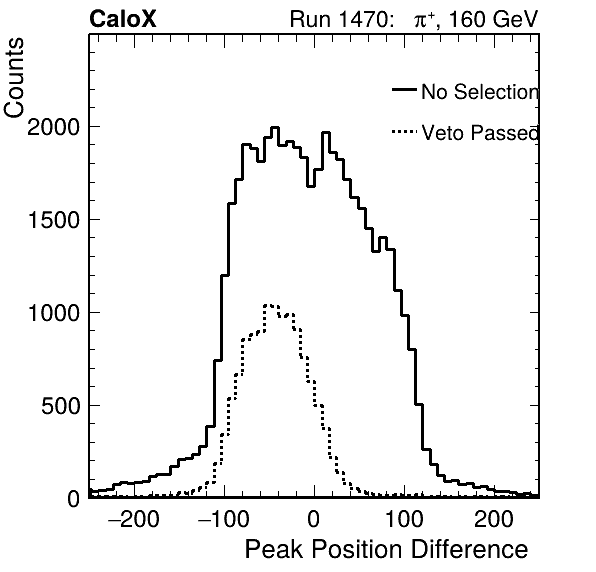 CaloX Run 1470: π⁺, 160 GeV
Counts
No Selection
Veto Passed
2000
1500
1000
500
0
−200 −100 0 100 200
Peak Position Difference